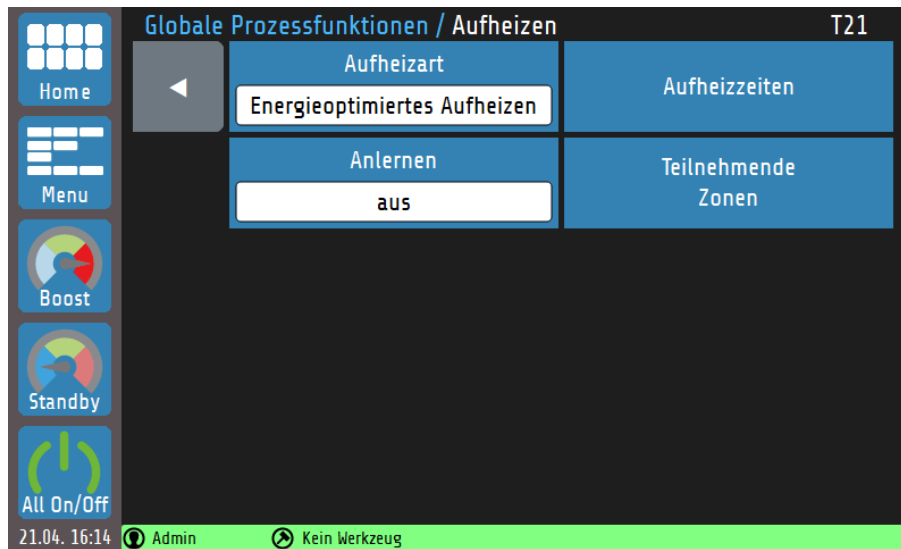 Globale Prozessfunktionen / Aufheizen
T21
Home
Menu
Boost
Standby
All On/Off
Aufheizart
Energieoptimiertes Aufheizen
Aufheizzeiten
Anlernen
aus
Teilnehmende
Zonen
21.04. 16:14
Admin
Kein Werkzeug